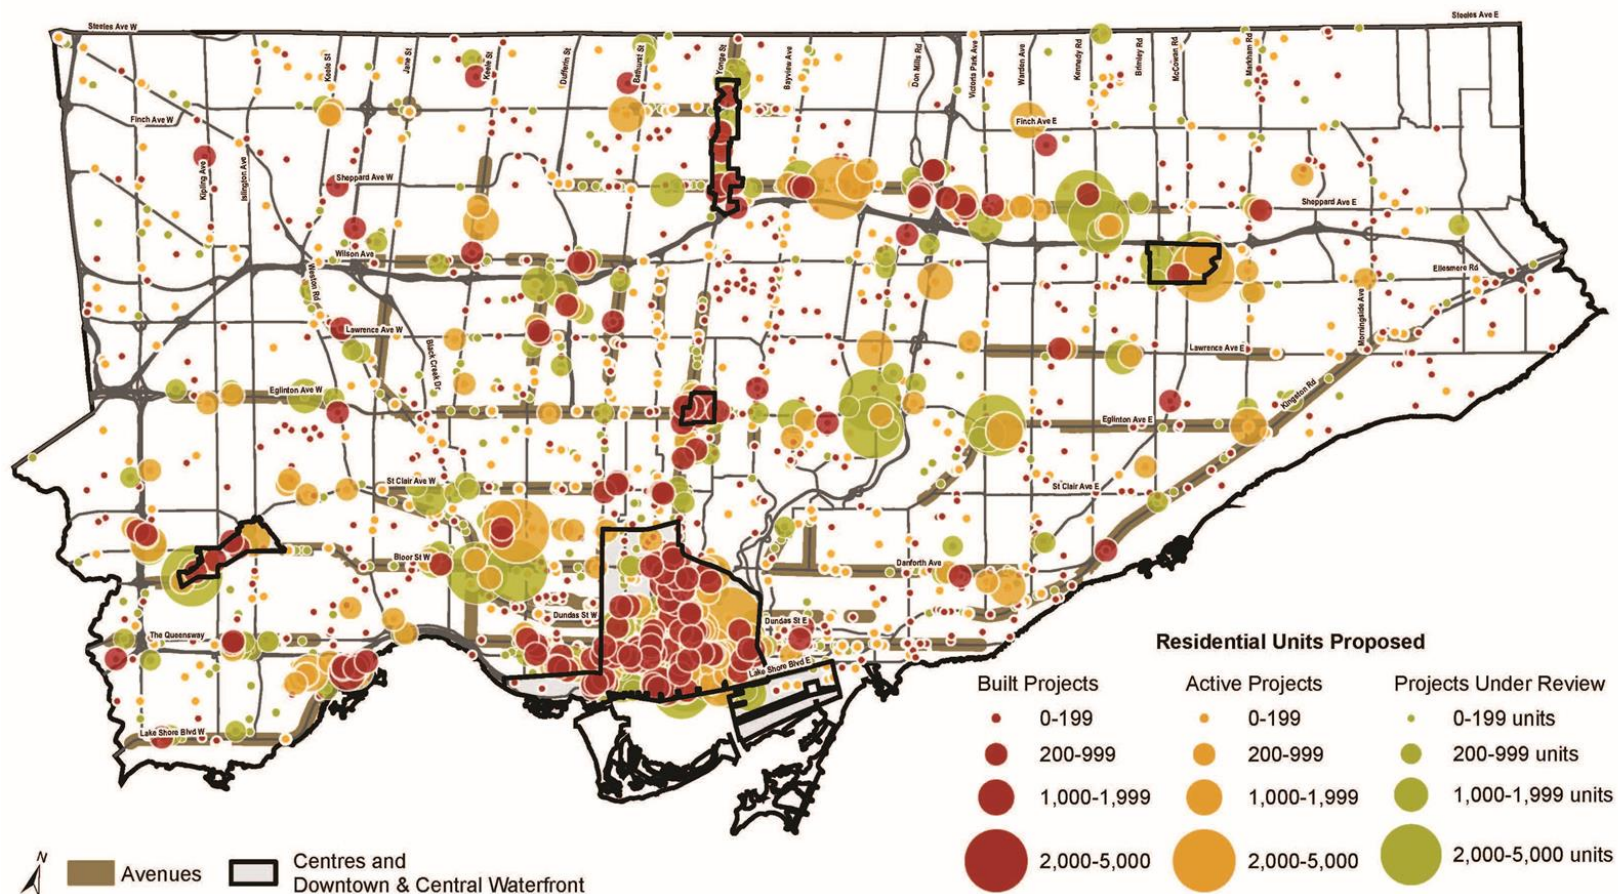 Steeles Ave W
Steeles Ave E
Keele St
Jane St
Keele St
Dufferin St
Bathurst St
Yonge St
Bayview Ave
Don Mills Rd
Victoria Park Ave
Warden Ave
Kennedy Rd
Brimley Rd
McCowan Rd
Markham Rd
Finch Ave W
Finch Ave E
Kipling Ave
Islington Ave
Sheppard Ave W
Sheppard Ave E
Wilson Ave
Ellesmere Rd
Weston Rd
Morningside Ave
Lawrence Ave W
Lawrence Ave E
Black Creek Dr
Eglinton Ave W
Kingston Rd
Eglinton Ave E
St Clair Ave W
St Clair Ave E
Bloor St W
Danforth Ave
Dundas St W
Dundas St E
The Queensway
Lake Shore Blvd E
Lake Shore Blvd W
Residential Units Proposed
Built Projects Active Projects Projects Under Review
0-199 0-199 0-199 units
200-999 200-999 200-999 units
1,000-1,999 1,000-1,999 1,000-1,999 units
2,000-5,000 2,000-5,000 2,000-5,000 units
N
Avenues
Centres and
Downtown & Central Waterfront